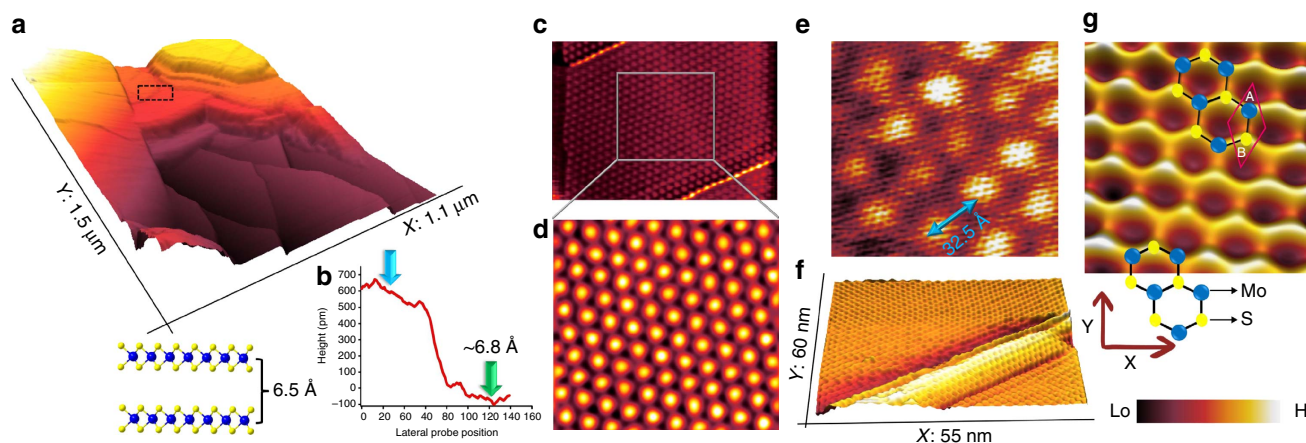 a
Y: 1.5 μm
X: 1.1 μm
6.5 Å
b
Height (pm)
700
600
500
400
300
200
100
0
−100
~6.8 Å
0 20 40 60 80 100 120 140 160
Lateral probe position
c
d
e
32.5 Å
f
Y: 60 nm
X: 55 nm
g
A
B
Mo
S
Y
X
Lo
H